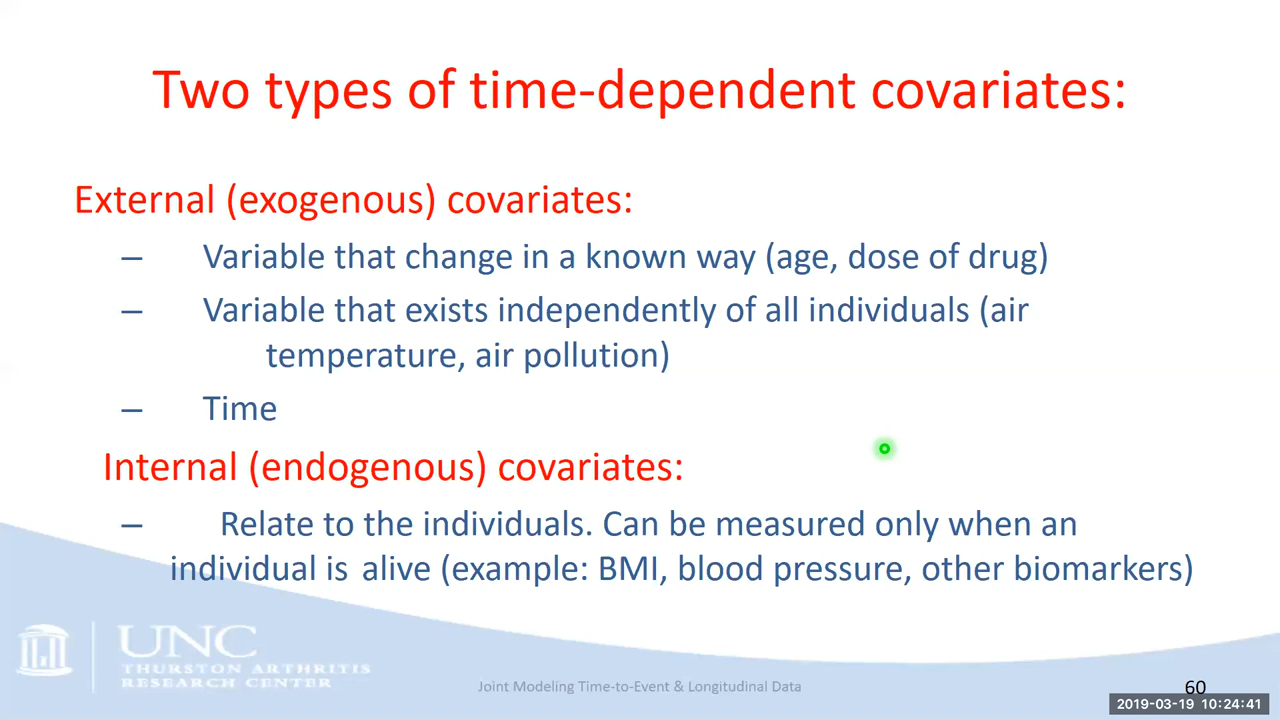 Two types of time-dependent covariates:
External (exogenous) covariates:
– Variable that change in a known way (age, dose of drug)
– Variable that exists independently of all individuals (air
temperature, air pollution)
– Time
Internal (endogenous) covariates:
– Relate to the individuals. Can be measured only when an
individual is alive (example: BMI, blood pressure, other biomarkers)
UNC
THURSTON ARTHRITIS
RESEARCH CENTER
Joint Modeling Time-to-Event & Longitudinal Data
60
2019-03-19 10:24:41